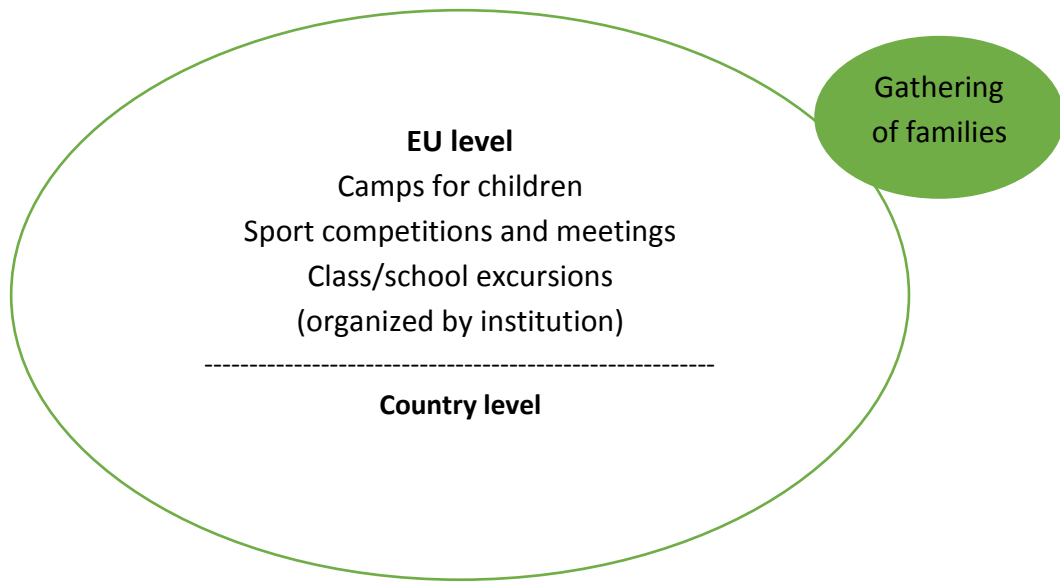 Gathering
of families
EU level
Camps for children
Sport competitions and meetings
Class/school excursions
(organized by institution)
---------------------------------------------------------
Country level